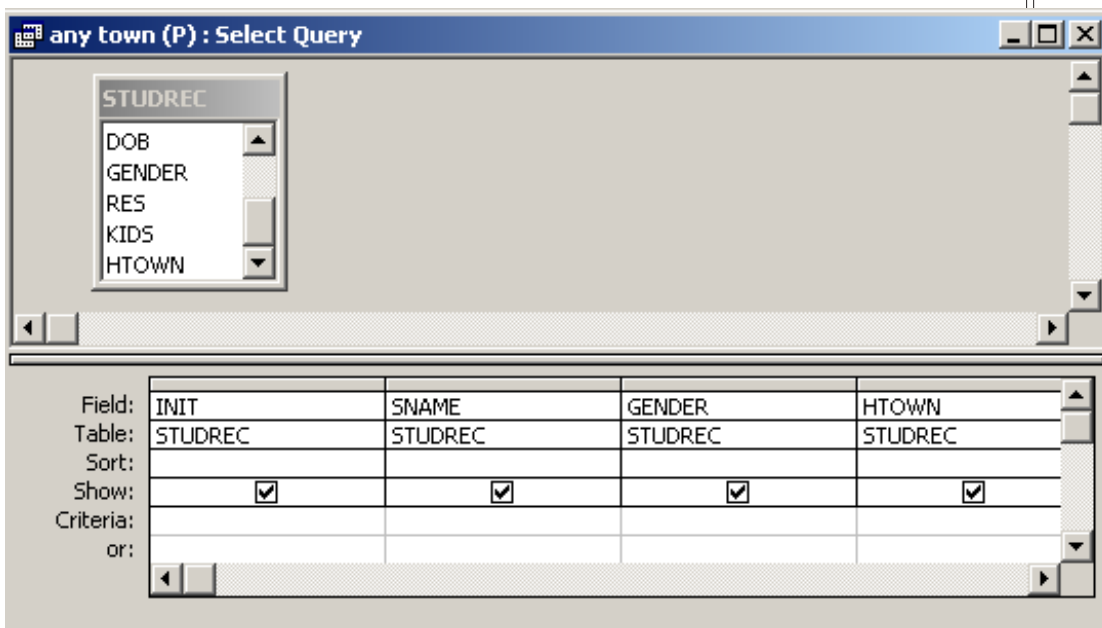 any town (P) : Select Query
STUDREC
DOB
GENDER
RES
KIDS
HTOWN
Field: INIT SNAME GENDER HTOWN
Table: STUDREC STUDREC STUDREC STUDREC
Sort:
Show:
Criteria:
or: